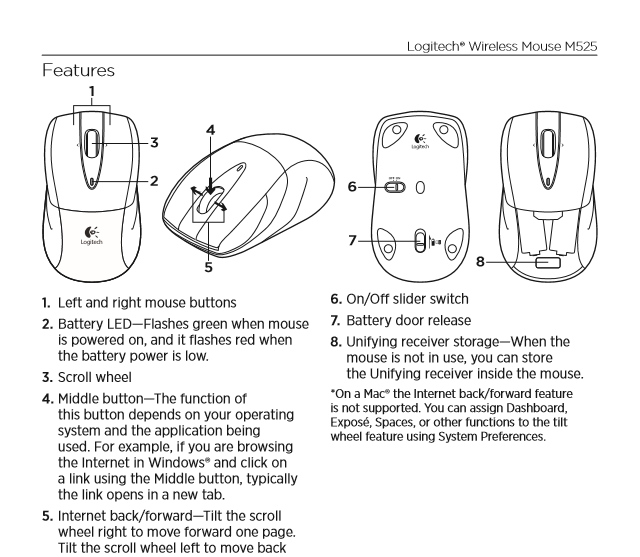 Logitech® Wireless Mouse M525
Features
1
3
2
Logitech
4
5
OFF ON
Logitech
6
7
8
1. Left and right mouse buttons
2. Battery LED—Flashes green when mouse
is powered on, and it flashes red when
the battery power is low.
3. Scroll wheel
4. Middle button—The function of
this button depends on your operating
system and the application being
used. For example, if you are browsing
the Internet in Windows® and click on
a link using the Middle button, typically
the link opens in a new tab.
5. Internet back/forward—Tilt the scroll
wheel right to move forward one page.
Tilt the scroll wheel left to move back
6. On/Off slider switch
7. Battery door release
8. Unifying receiver storage—When the
mouse is not in use, you can store
the Unifying receiver inside the mouse.
*On a Mac® the Internet back/forward feature
is not supported. You can assign Dashboard,
Exposé, Spaces, or other functions to the tilt
wheel feature using System Preferences.